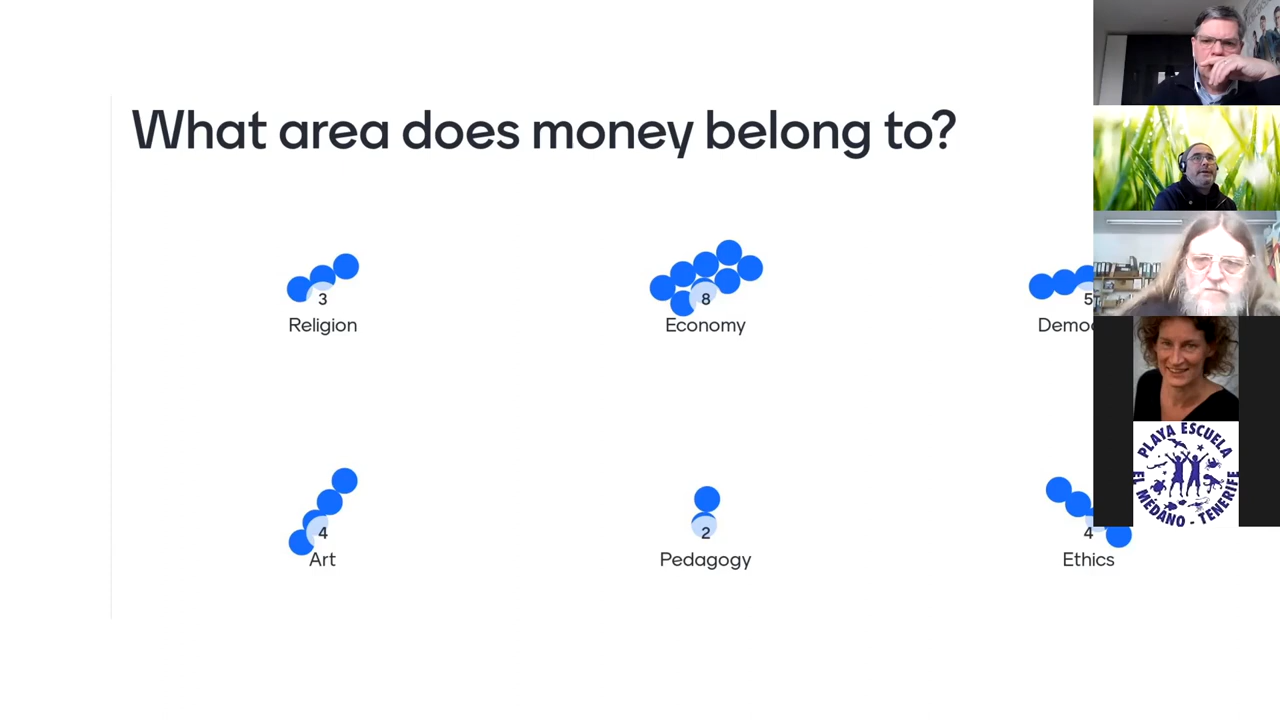 What area does money belong to?
3
8
5
Religion
Economy
Demo
4
2
4
Art
Pedagogy
Ethics
PLAYA ESCUELA
EL MÉDANO - TENERIFE